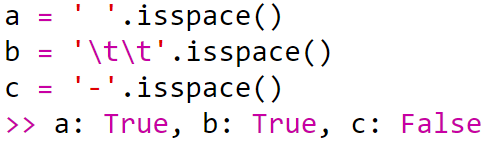 a = ' '.isspace()
b = '\t\t'.isspace()
c = '-'.isspace()
>> a: True, b: True, c: False